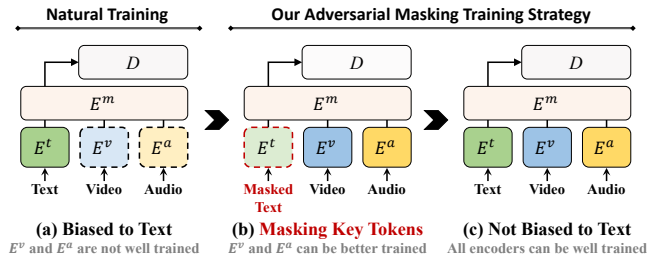 Natural Training
Our Adversarial Masking Training Strategy
D
E^m
E^t E^v E^a
Text Video Audio
D
E^m
E^t E^v E^a
Masked Text Video Audio
D
E^m
E^t E^v E^a
Text Video Audio
(a) Biased to Text
E^v and E^a are not well trained
(b) Masking Key Tokens
E^v and E^a can be better trained
(c) Not Biased to Text
All encoders can be well trained